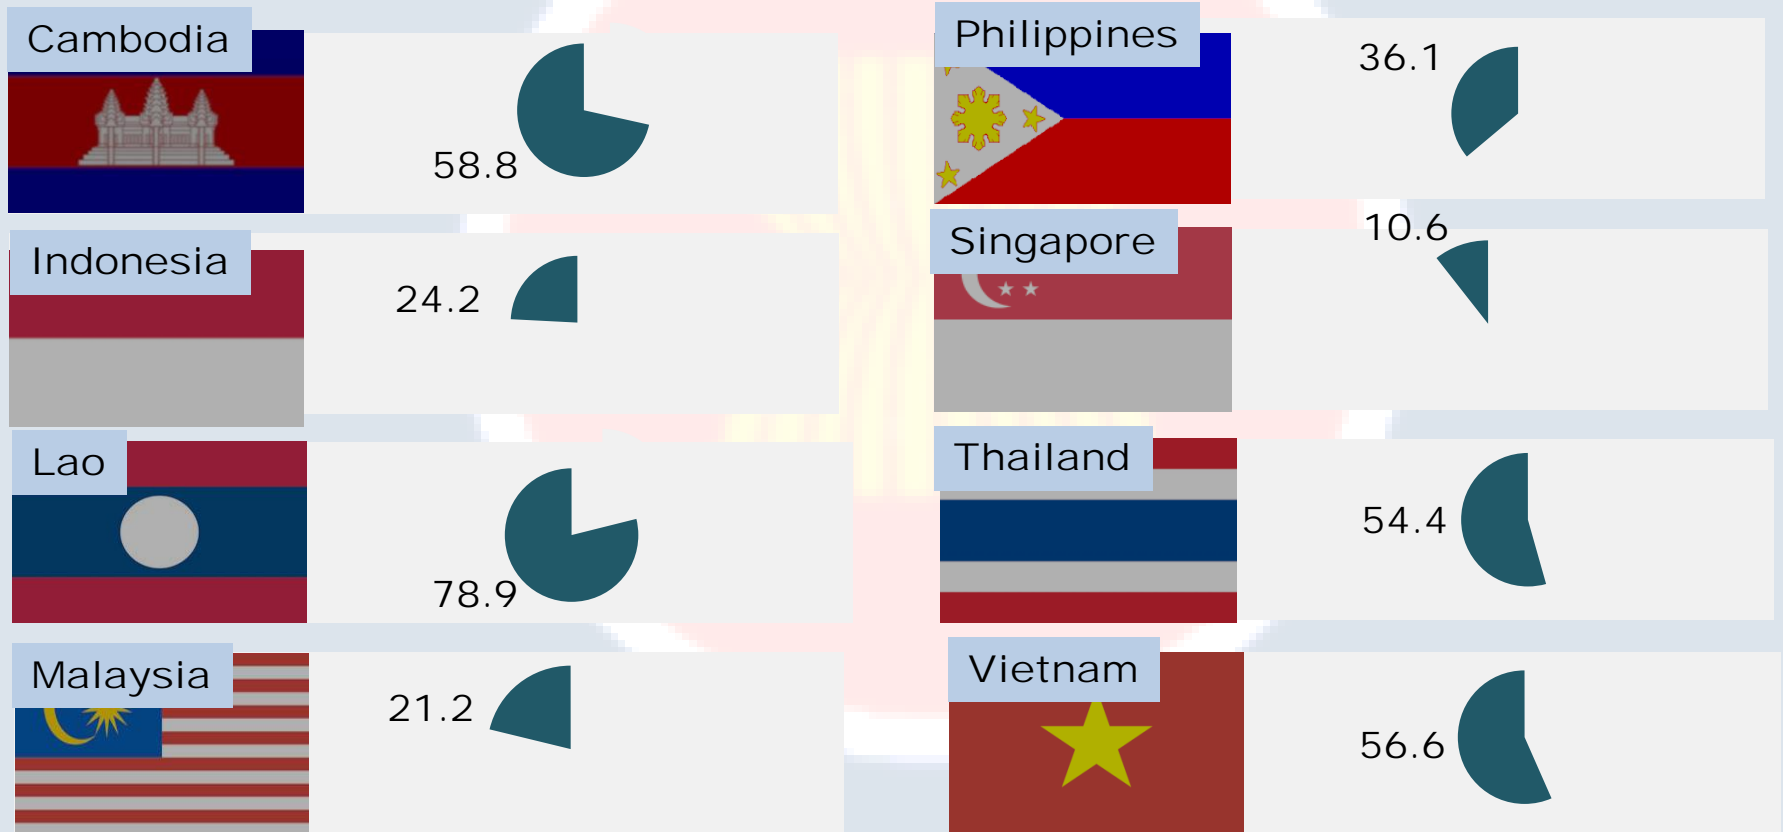 Cambodia
58.8
Philippines
36.1
Indonesia
24.2
Singapore
10.6
Lao
78.9
Thailand
54.4
Malaysia
21.2
Vietnam
56.6